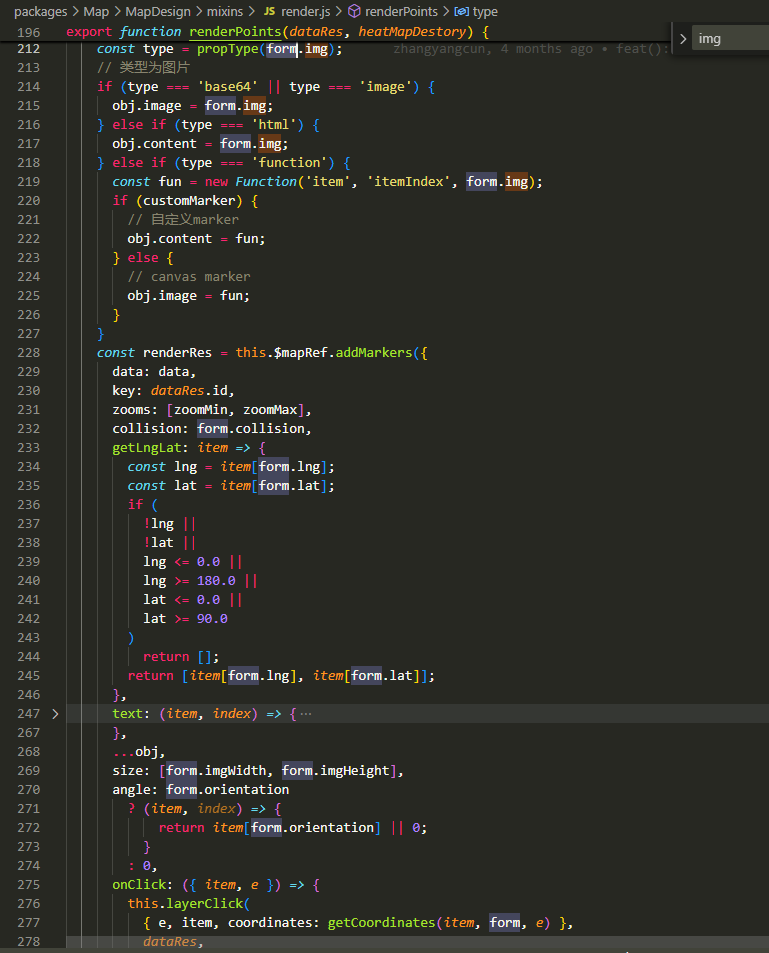 packages > Map > MapDesign > mixins > JS render.js > renderPoints > type
196 export function renderPoints(dataRes, heatMapDestory) {
> img
212 const type = propType(form.img); zhangyangcun, 4 months ago • feat():
213 // 类型为图片
214 if (type === 'base64' || type === 'image') {
215 obj.image = form.img;
216 } else if (type === 'html') {
217 obj.content = form.img;
218 } else if (type === 'function') {
219 const fun = new Function('item', 'itemIndex', form.img);
220 if (customMarker) {
221 // 自定义marker
222 obj.content = fun;
223 } else {
224 // canvas marker
225 obj.image = fun;
226 }
227 }
228 const renderRes = this.$mapRef.addMarkers({
229 data: data,
230 key: dataRes.id,
231 zooms: [zoomMin, zoomMax],
232 collision: form.collision,
233 getLngLat: item => {
234 const lng = item[form.lng];
235 const lat = item[form.lat];
236 if (
237 !lng ||
238 !lat ||
239 lng <= 0.0 ||
240 lng >= 180.0 ||
241 lat <= 0.0 ||
242 lat >= 90.0
243 )
244 return [];
245 return [item[form.lng], item[form.lat]];
246 },
247 > text: (item, index) => { ⋯
267 },
268 ...obj,
269 size: [form.imgWidth, form.imgHeight],
270 angle: form.orientation
271 ? (item, index) => {
272 return item[form.orientation] || 0;
273 }
274 : 0,
275 onClick: ({ item, e }) => {
276 this.layerClick(
277 { e, item, coordinates: getCoordinates(item, form, e) },
278 dataRes,